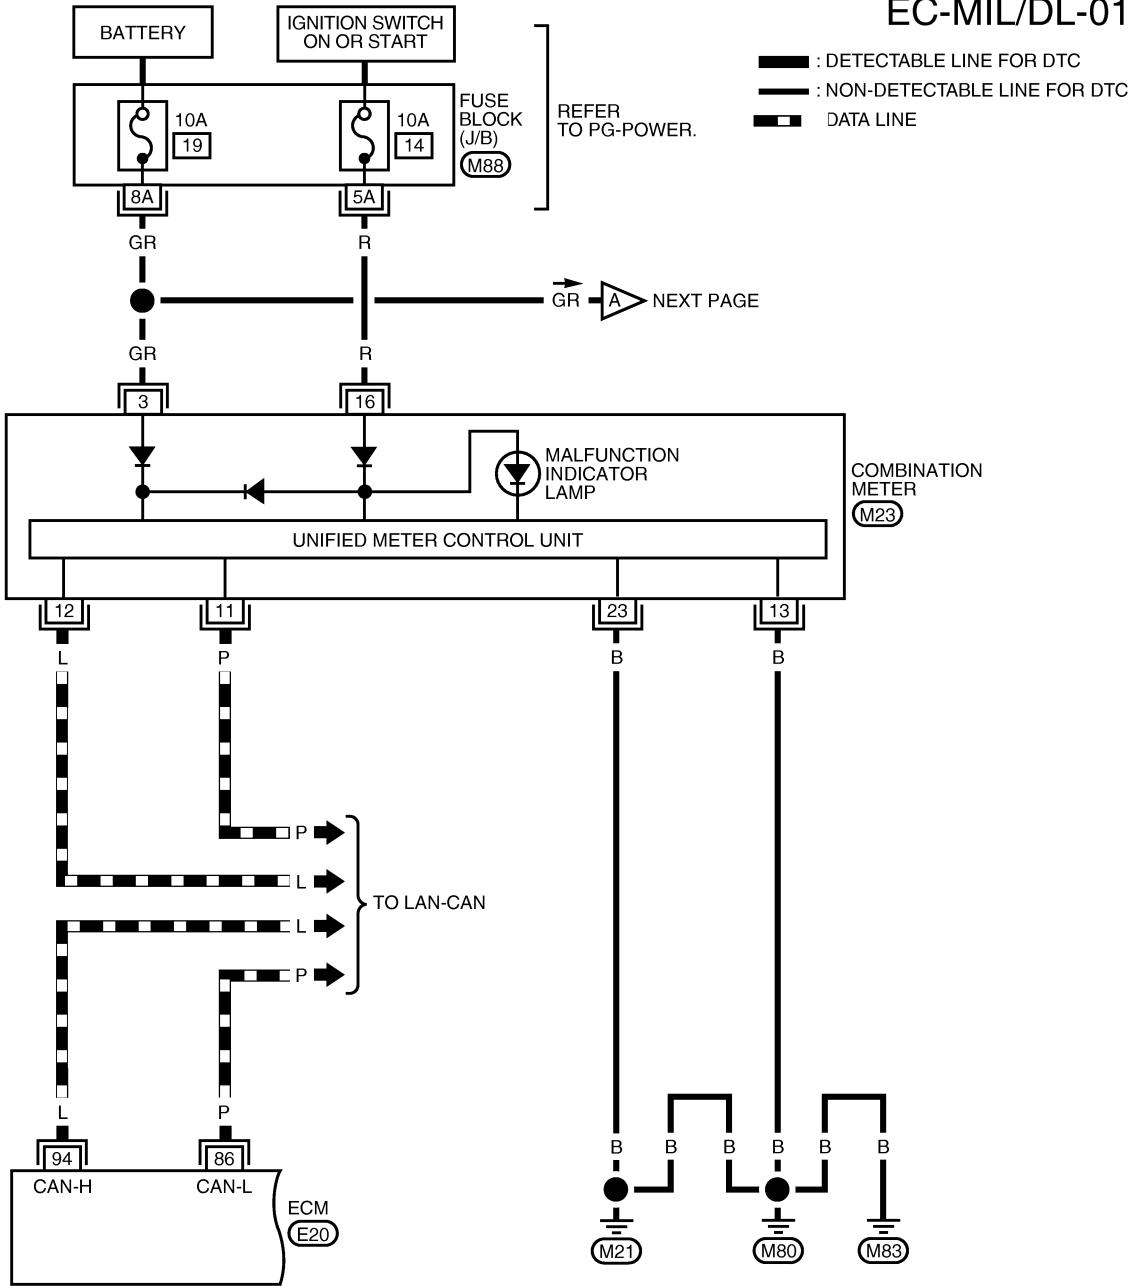 EC-MIL/DL-01
BATTERY
IGNITION SWITCH
ON OR START
: DETECTABLE LINE FOR DTC
: NON-DETECTABLE LINE FOR DTC
DATA LINE
10A
19
10A
14
FUSE
BLOCK
(J/B)
M88
REFER
TO PG-POWER.
8A
5A
GR
R
GR
A
NEXT PAGE
GR
R
3
16
MALFUNCTION
INDICATOR
LAMP
COMBINATION
METER
M23
UNIFIED METER CONTROL UNIT
12
11
23
13
L
P
B
B
P
L
TO LAN-CAN
L
P
L
P
B
B
B
B
B
B
94
86
CAN-H
CAN-L
ECM
E20
M21
M80
M83